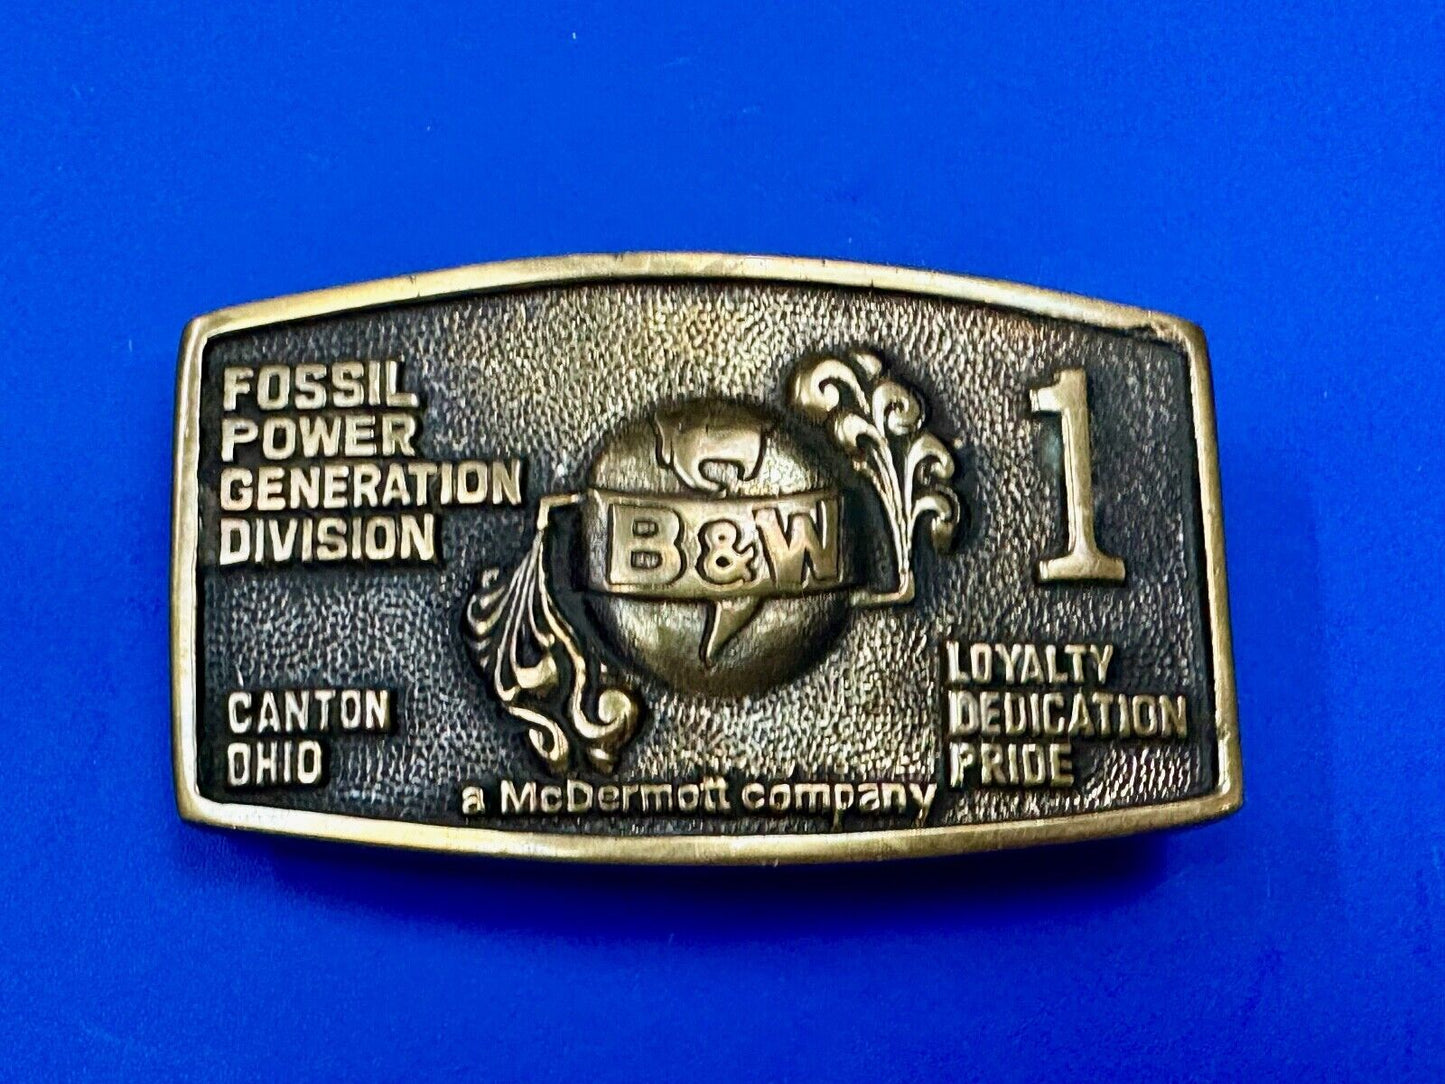 FOSSIL
POWER
GENERATION
DIVISION
CANTON
OHIO
B&W
a McDermott company
1
LOYALTY
DEDICATION
PRIDE